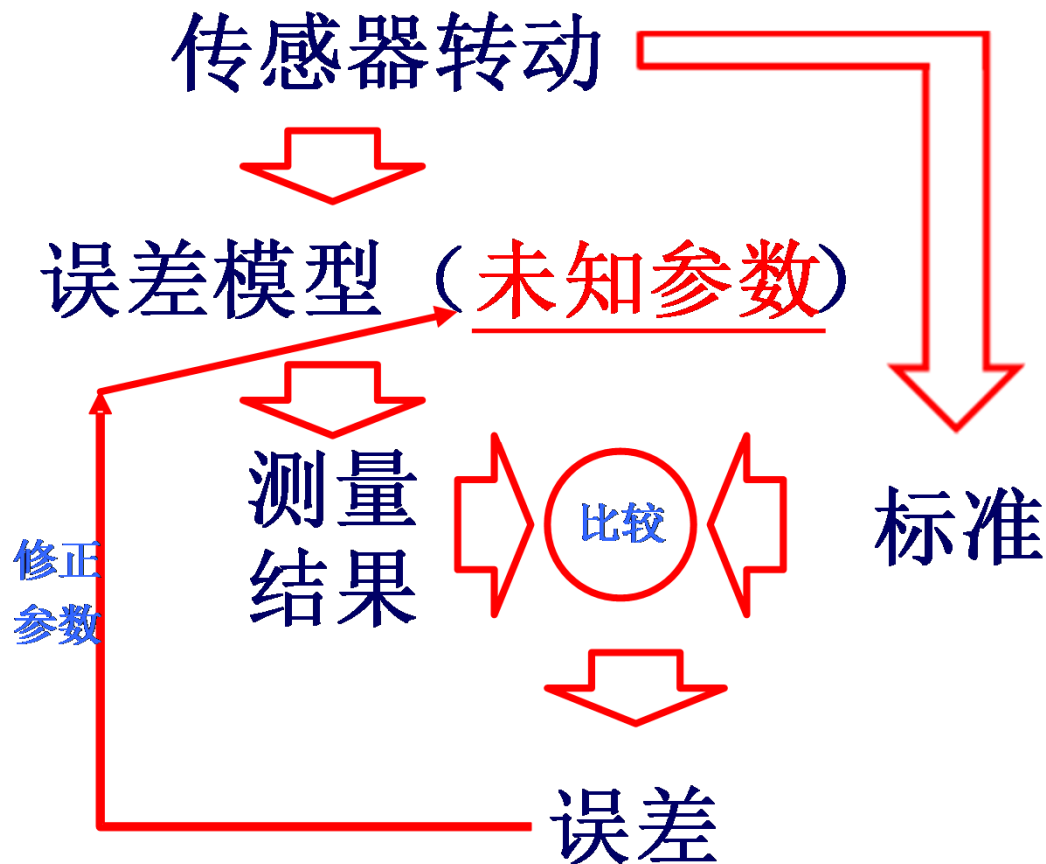 传感器转动
误差模型（未知参数）
测量
结果
比较
标准
修正
参数
误差